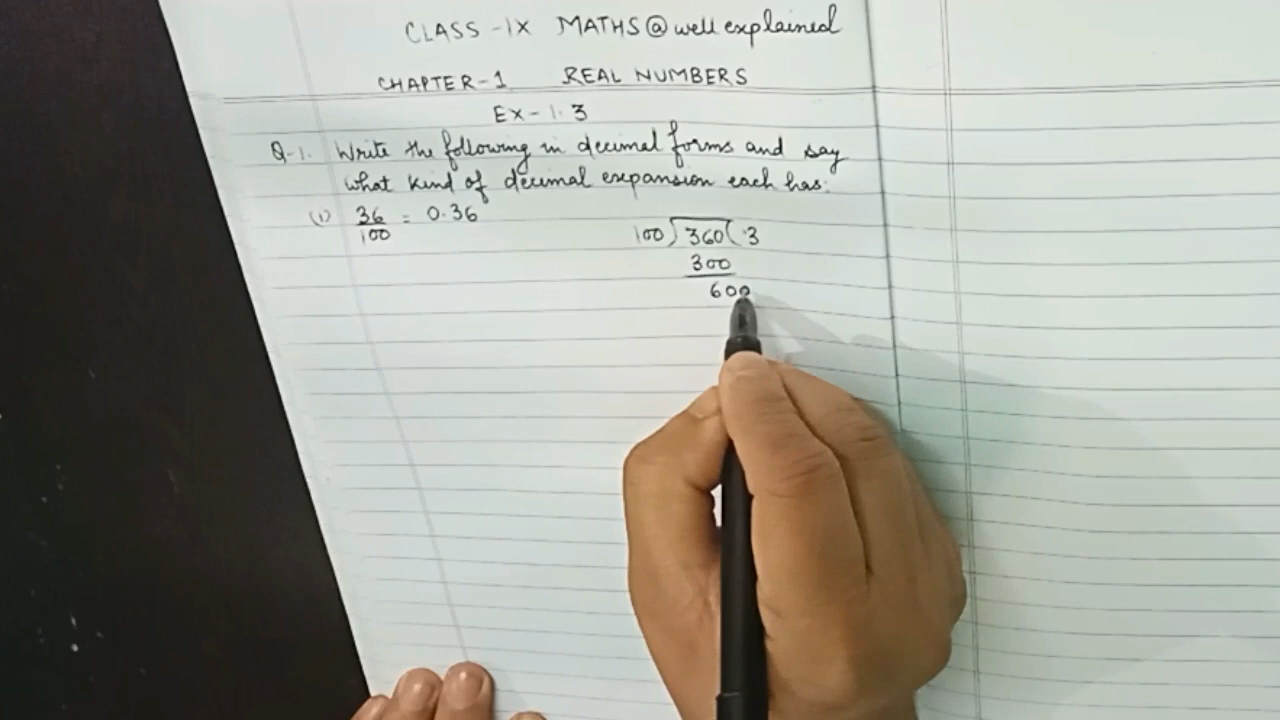 CLASS - IX MATHS @ well explained
CHAPTER - 1 REAL NUMBERS
EX - 1.3
Q-1. Write the following in decimal forms and say
what kind of decimal expansion each has:
(i) 36/100 = 0.36
100 ) 360 ( .3
300
600